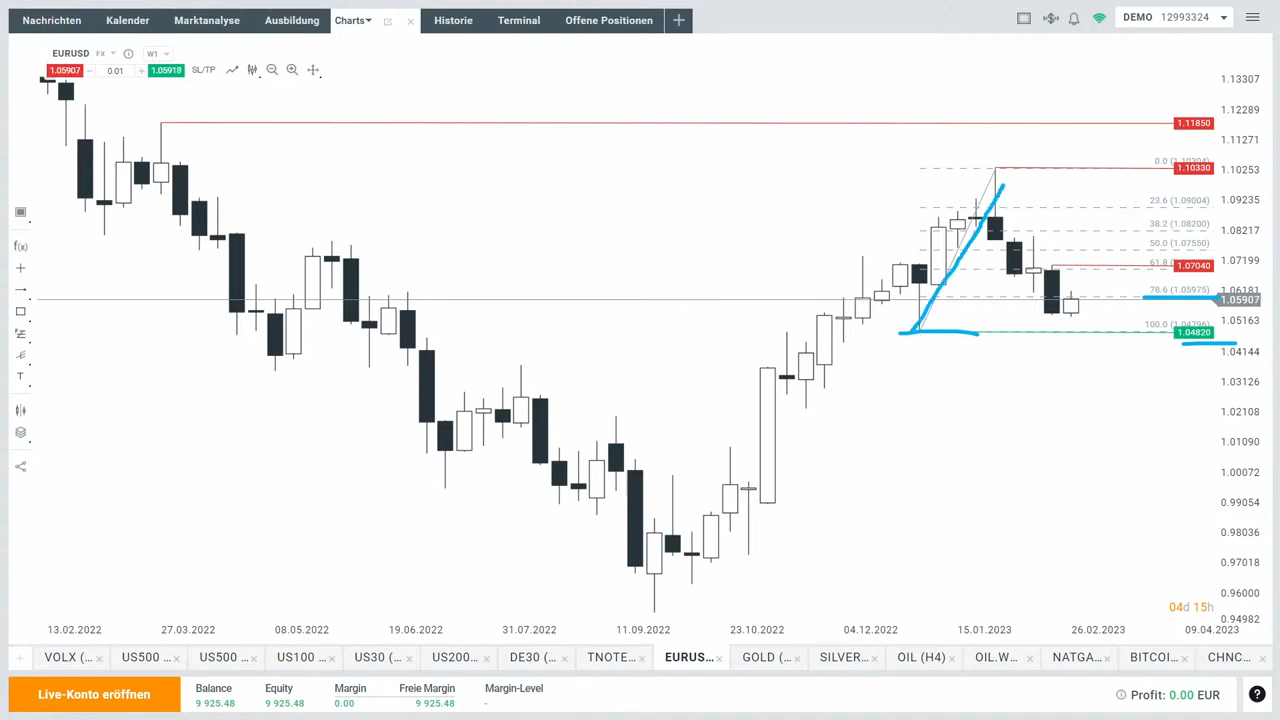 Nachrichten Kalender Marktanalyse Ausbildung Charts Historie Terminal Offene Positionen
DEMO 12993324
EURUSD FX W1
1.05907 0.01 1.05918 SL/TP
1.13307
1.12289
1.11850
1.11271
0.0 (1.10304)
1.10330
1.10253
23.6 (1.09004)
1.09235
38.2 (1.08200)
1.08217
50.0 (1.07550)
61.8
1.07040
1.07199
78.6 (1.05975)
1.06181
1.05907
1.05163
100.0 (1.04796)
1.04820
1.04144
1.03126
1.02108
1.01090
1.00072
0.99054
0.98036
0.97018
0.96000
04d 15h
0.94982
f(x)
T
13.02.2022 27.03.2022 08.05.2022 19.06.2022 31.07.2022 11.09.2022 23.10.2022 04.12.2022 15.01.2023 26.02.2023 09.04.2023
VOLX (... US500 ... US500 ... US100 ... US30 (... US200... DE30 (... TNOTE... EURUS... GOLD (... SILVER... OIL (H4) OIL.W... NATGA... BITCOI... CHNC...
Live-Konto eröffnen
Balance Equity Margin Freie Margin Margin-Level
9 925.48 9 925.48 0.00 9 925.48 -
Profit: 0.00 EUR
?